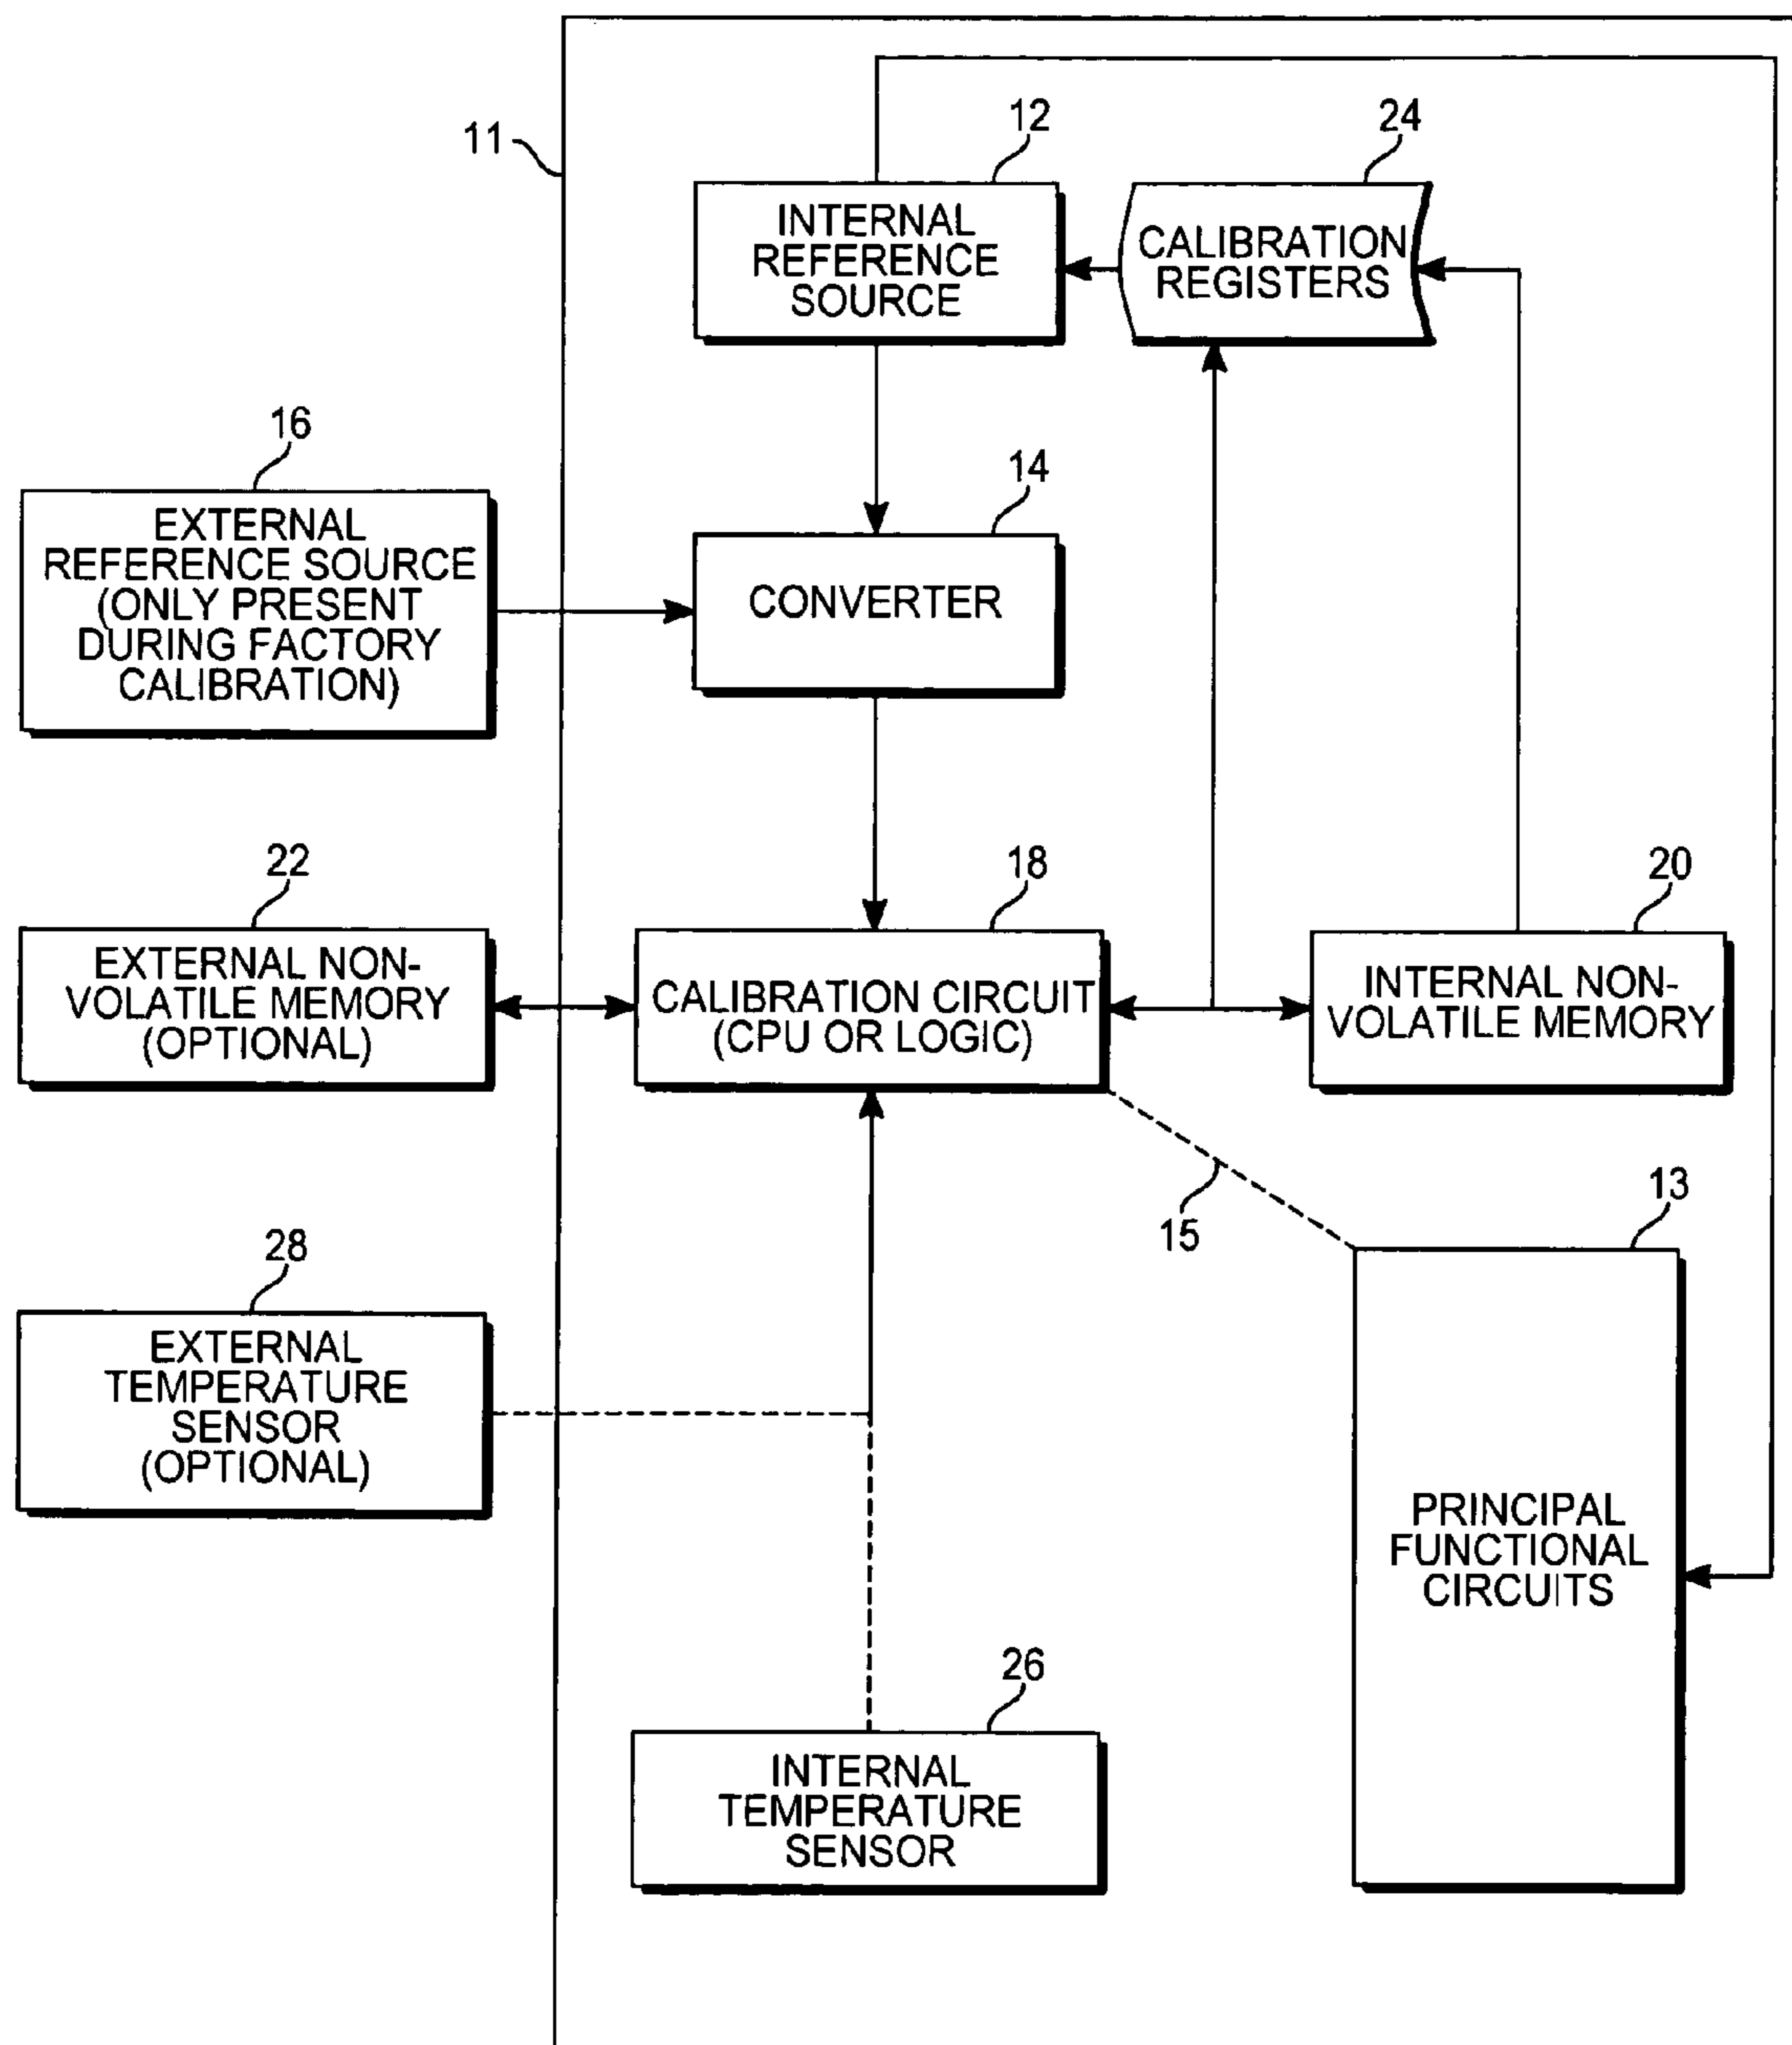 11
12
INTERNAL
REFERENCE
SOURCE
24
CALIBRATION
REGISTERS
16
EXTERNAL
REFERENCE SOURCE
(ONLY PRESENT
DURING FACTORY
CALIBRATION)
14
CONVERTER
22
EXTERNAL NON-
VOLATILE MEMORY
(OPTIONAL)
18
CALIBRATION CIRCUIT
(CPU OR LOGIC)
20
INTERNAL NON-
VOLATILE MEMORY
15
28
EXTERNAL
TEMPERATURE
SENSOR
(OPTIONAL)
13
PRINCIPAL
FUNCTIONAL
CIRCUITS
26
INTERNAL
TEMPERATURE
SENSOR